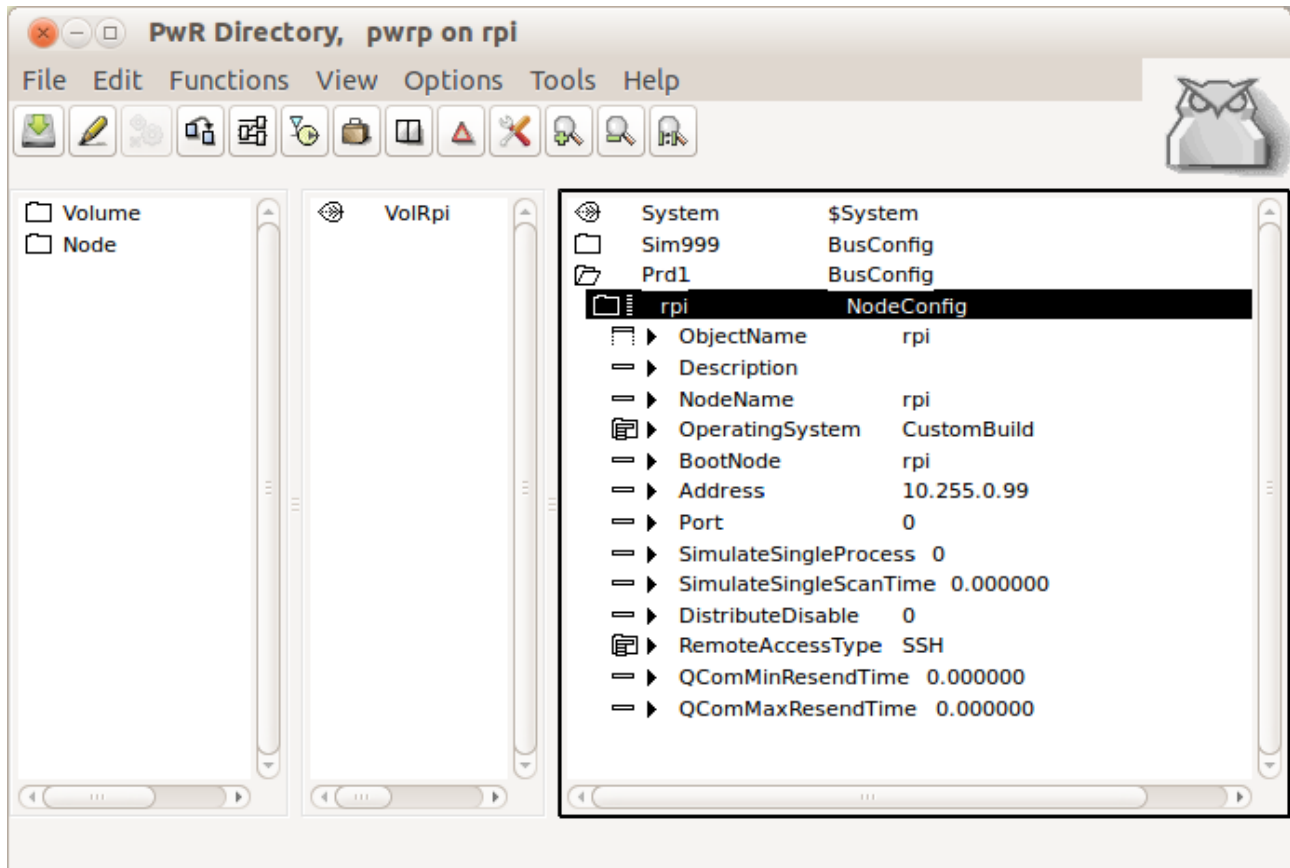 PwR Directory, pwrp on rpi
File Edit Functions View Options Tools Help
Volume
Node
VolRpi
System $System
Sim999 BusConfig
Prd1 BusConfig
rpi NodeConfig
ObjectName rpi
Description
NodeName rpi
OperatingSystem CustomBuild
BootNode rpi
Address 10.255.0.99
Port 0
SimulateSingleProcess 0
SimulateSingleScanTime 0.000000
DistributeDisable 0
RemoteAccessType SSH
QComMinResendTime 0.000000
QComMaxResendTime 0.000000